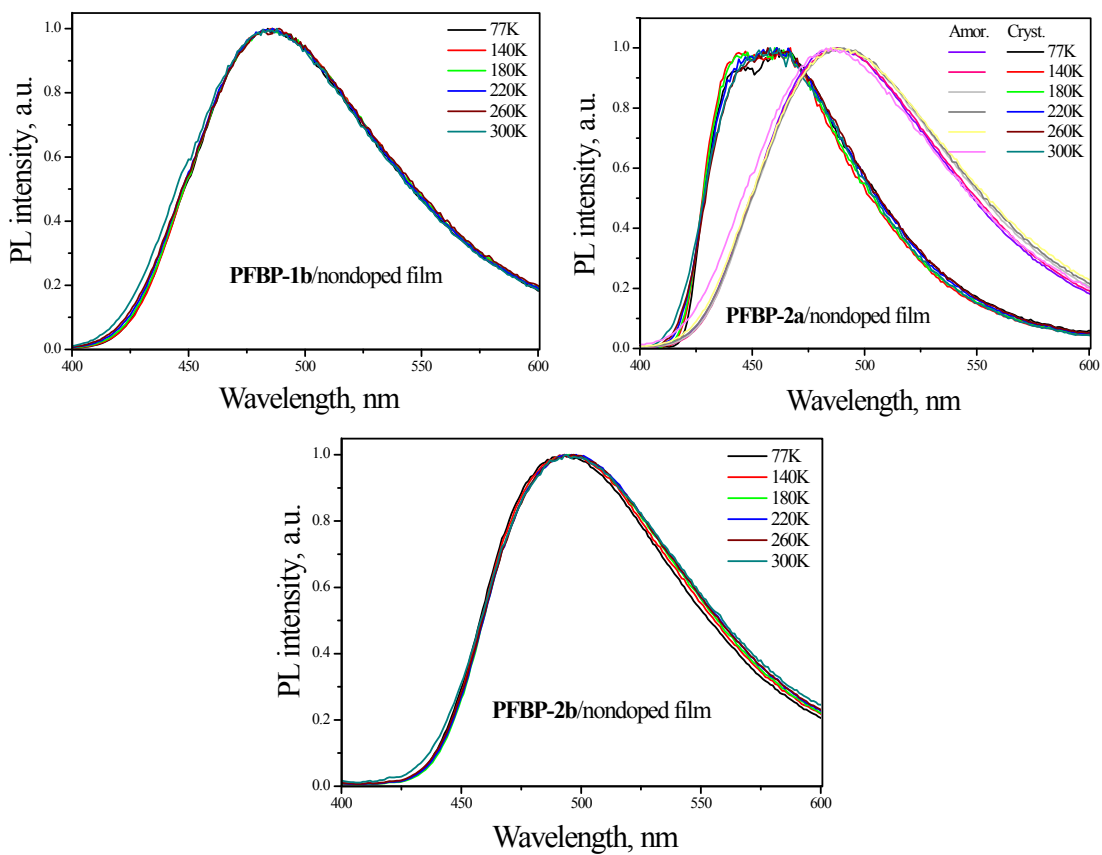 1.0
0.8
0.6
0.4
0.2
0.0
PL intensity, a.u.
77K
140K
180K
220K
260K
300K
PFBP-1b/nondoped film
400 450 500 550 600
Wavelength, nm
1.0
0.8
0.6
0.4
0.2
0.0
PL intensity, a.u.
Amor. Cryst.
77K
140K
180K
220K
260K
300K
PFBP-2a/nondoped film
400 450 500 550 600
Wavelength, nm
1.0
0.8
0.6
0.4
0.2
0.0
PL intensity, a.u.
77K
140K
180K
220K
260K
300K
PFBP-2b/nondoped film
400 450 500 550 600
Wavelength, nm